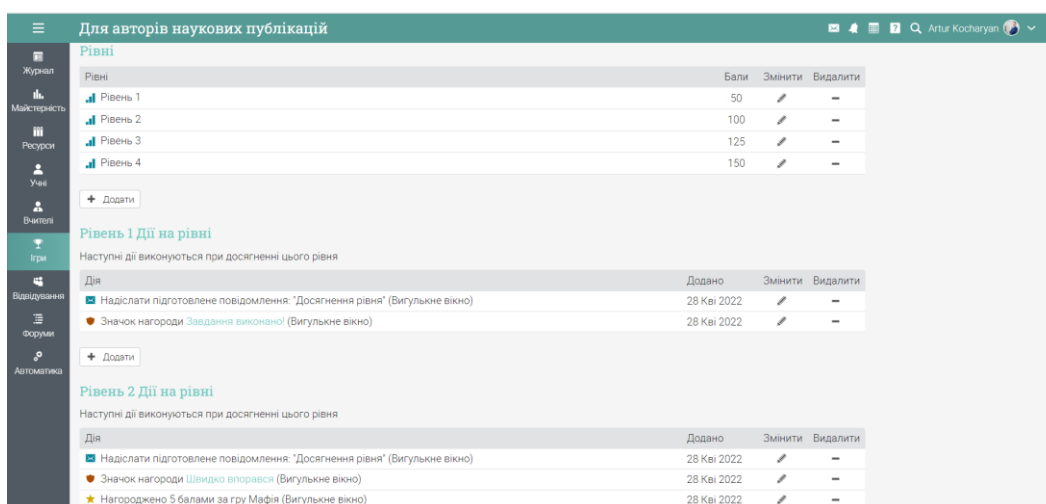 Для авторів наукових публікацій
Artur Kocharyan
Журнал
Майстерність
Ресурси
Учні
Вчителі
Ігри
Відвідування
Форуми
Автоматика
Рівні
Рівні Бали Змінити Видалити
Рівень 1 50
Рівень 2 100
Рівень 3 125
Рівень 4 150
+ Додати
Рівень 1 Дії на рівні
Наступні дії виконуються при досягненні цього рівня
Дія Додано Змінити Видалити
Надіслати підготовлене повідомлення: "Досягнення рівня" (Вигулькне вікно) 28 Кві 2022
Значок нагороди Завдання виконано! (Вигулькне вікно) 28 Кві 2022
+ Додати
Рівень 2 Дії на рівні
Наступні дії виконуються при досягненні цього рівня
Дія Додано Змінити Видалити
Надіслати підготовлене повідомлення: "Досягнення рівня" (Вигулькне вікно) 28 Кві 2022
Значок нагороди Швидко впорався (Вигулькне вікно) 28 Кві 2022
Нагороджено 5 балами за гру Мафія (Вигулькне вікно) 28 Кві 2022